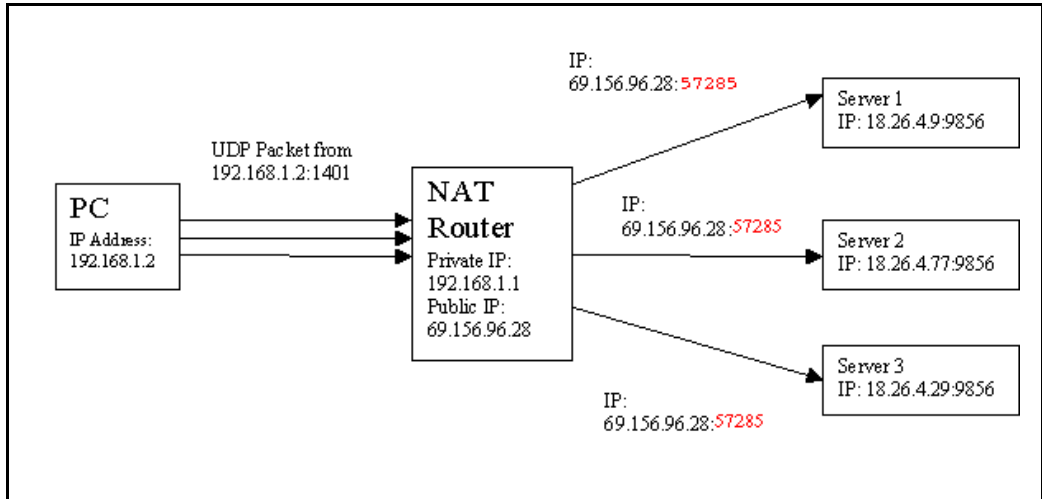 UDP Packet from
192.168.1.2:1401
PC
IP Address:
192.168.1.2
NAT
Router
Private IP:
192.168.1.1
Public IP:
69.156.96.28
IP:
69.156.96.28:57285
Server 1
IP: 18.26.4.9:9856
IP:
69.156.96.28:57285
Server 2
IP: 18.26.4.77:9856
IP:
69.156.96.28:57285
Server 3
IP: 18.26.4.29:9856